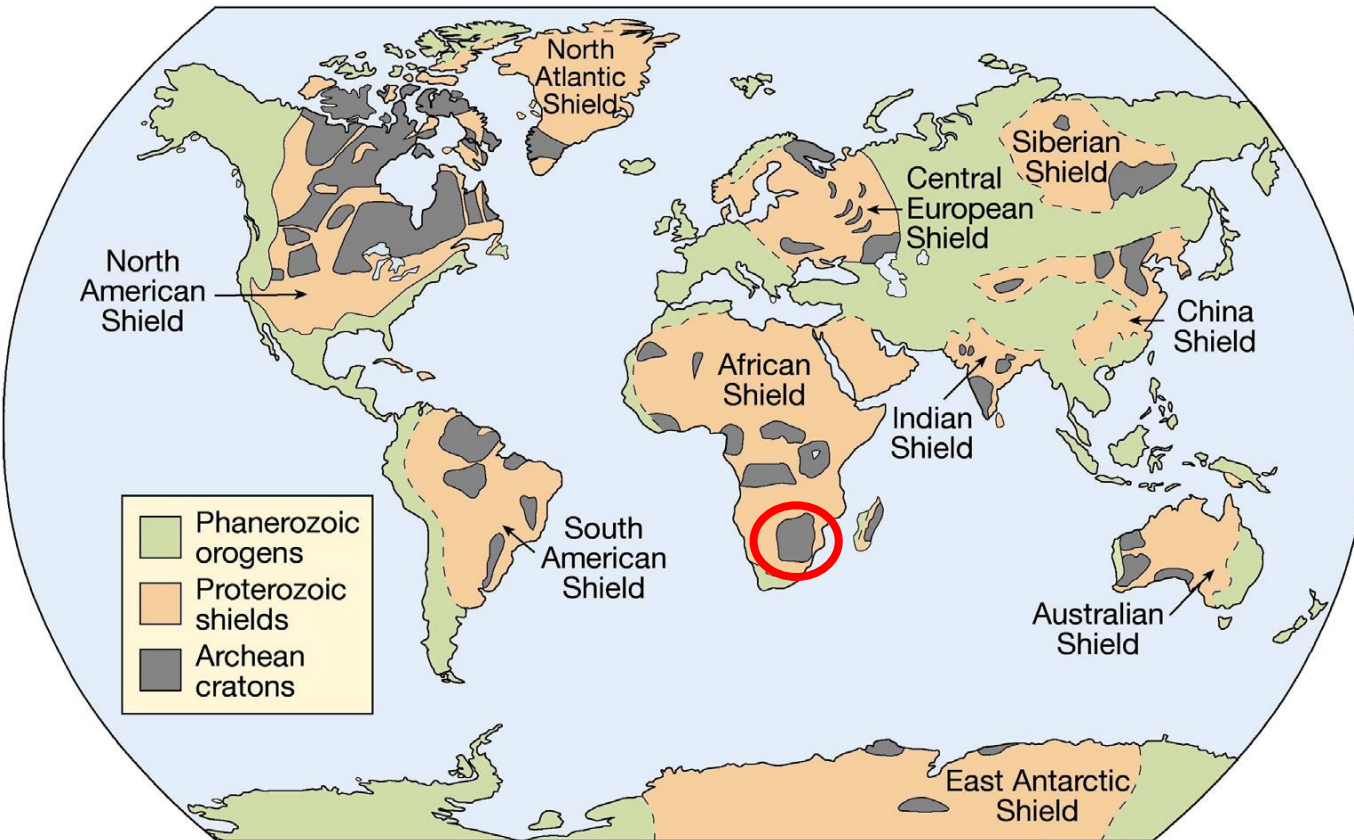 North
Atlantic
Shield
Siberian
Shield
Central
European
Shield
North
American
Shield
China
Shield
African
Shield
Indian
Shield
South
American
Shield
Australian
Shield
Phanerozoic
orogens
Proterozoic
shields
Archean
cratons
East Antarctic
Shield